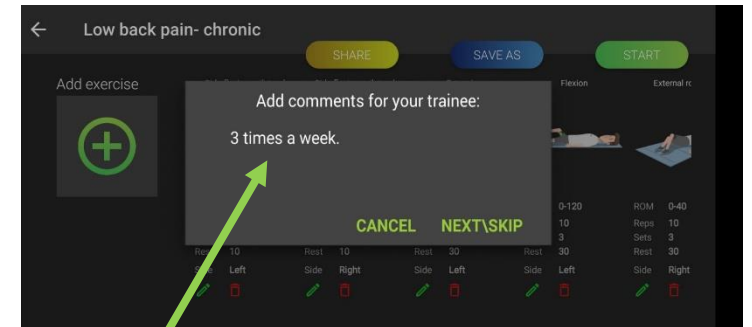 Low back pain- chronic
SHARE
SAVE AS
START
Add exercise
Flexion
External rc
Add comments for your trainee:
3 times a week.
CANCEL
NEXT\SKIP
0-120
ROM 0-40
10
Reps 10
3
Sets 3
Rest 10
Rest 10
Rest 30
Rest 30
Rest 30
Side Left
Side Right
Side Left
Side Left
Side Right